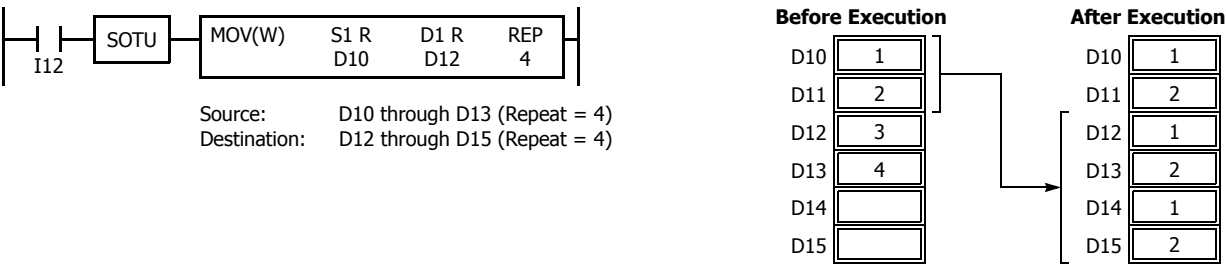 I12
SOTU
MOV(W) S1 R D1 R REP
D10 D12 4
Source: D10 through D13 (Repeat = 4)
Destination: D12 through D15 (Repeat = 4)
Before Execution
D10 1
D11 2
D12 3
D13 4
D14
D15
After Execution
D10 1
D11 2
D12 1
D13 2
D14 1
D15 2